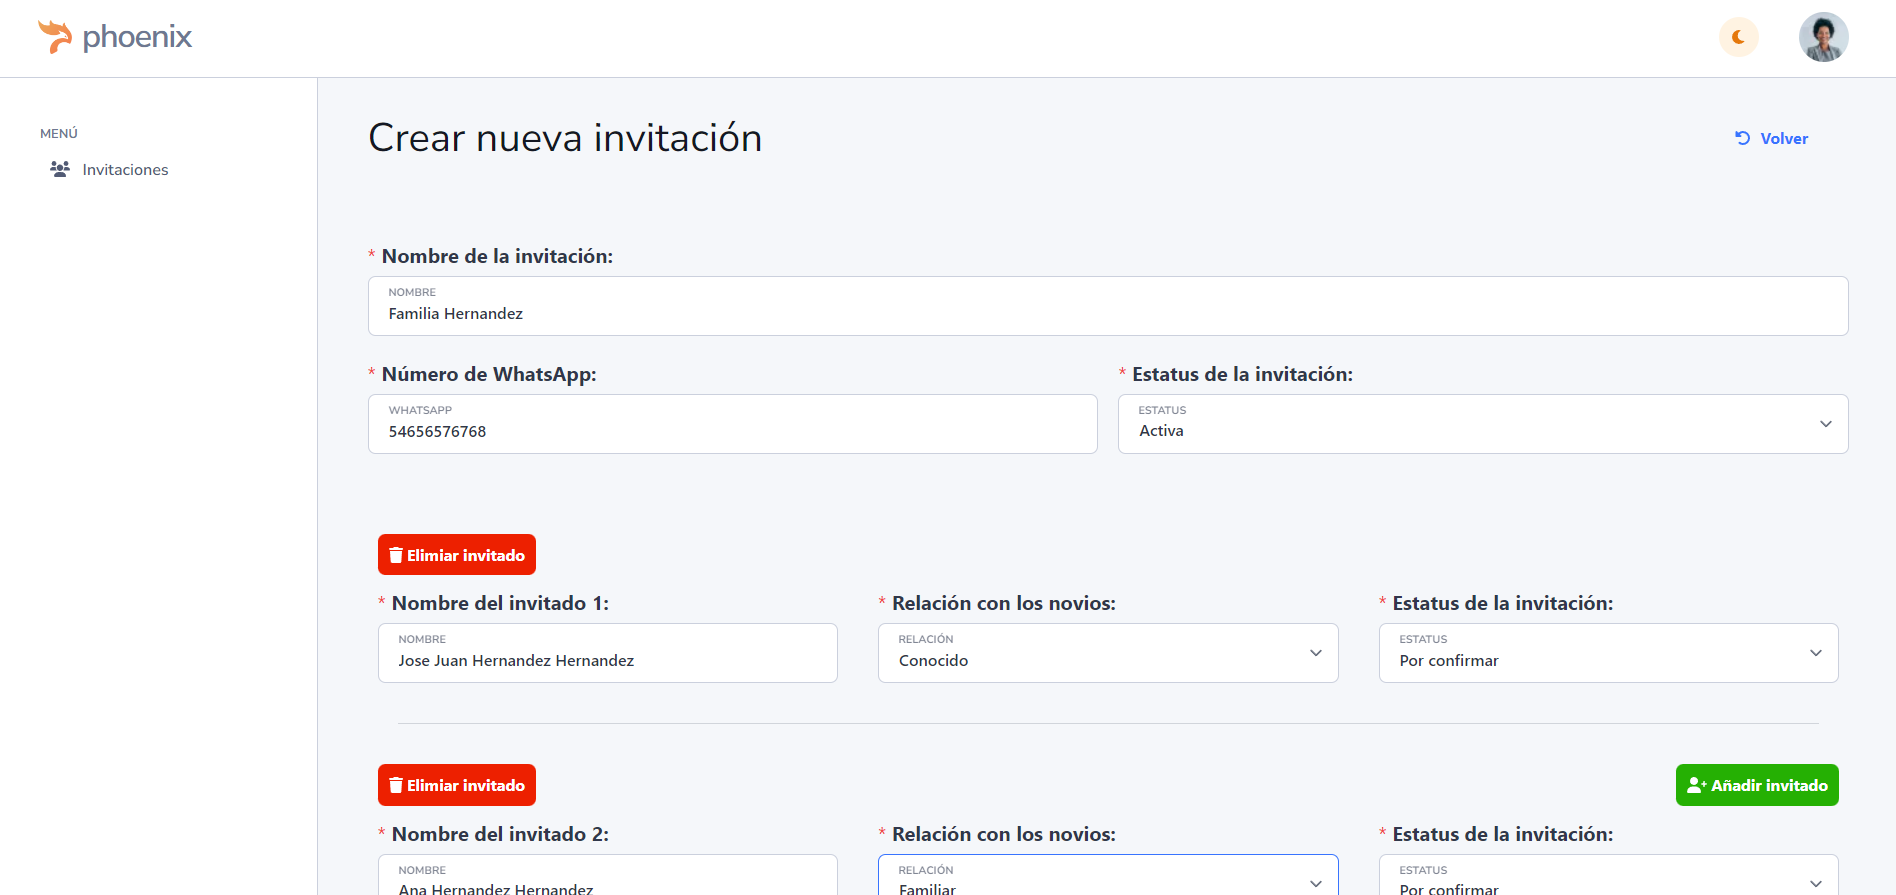 phoenix
MENÚ
Invitaciones
Crear nueva invitación
Volver
* Nombre de la invitación:
NOMBRE
Familia Hernandez
* Número de WhatsApp:
WHATSAPP
54656576768
* Estatus de la invitación:
ESTATUS
Activa
Elimiar invitado
* Nombre del invitado 1:
NOMBRE
Jose Juan Hernandez Hernandez
* Relación con los novios:
RELACIÓN
Conocido
* Estatus de la invitación:
ESTATUS
Por confirmar
Elimiar invitado
Añadir invitado
* Nombre del invitado 2:
NOMBRE
Ana Hernandez Hernandez
* Relación con los novios:
RELACIÓN
Familiar
* Estatus de la invitación:
ESTATUS
Por confirmar